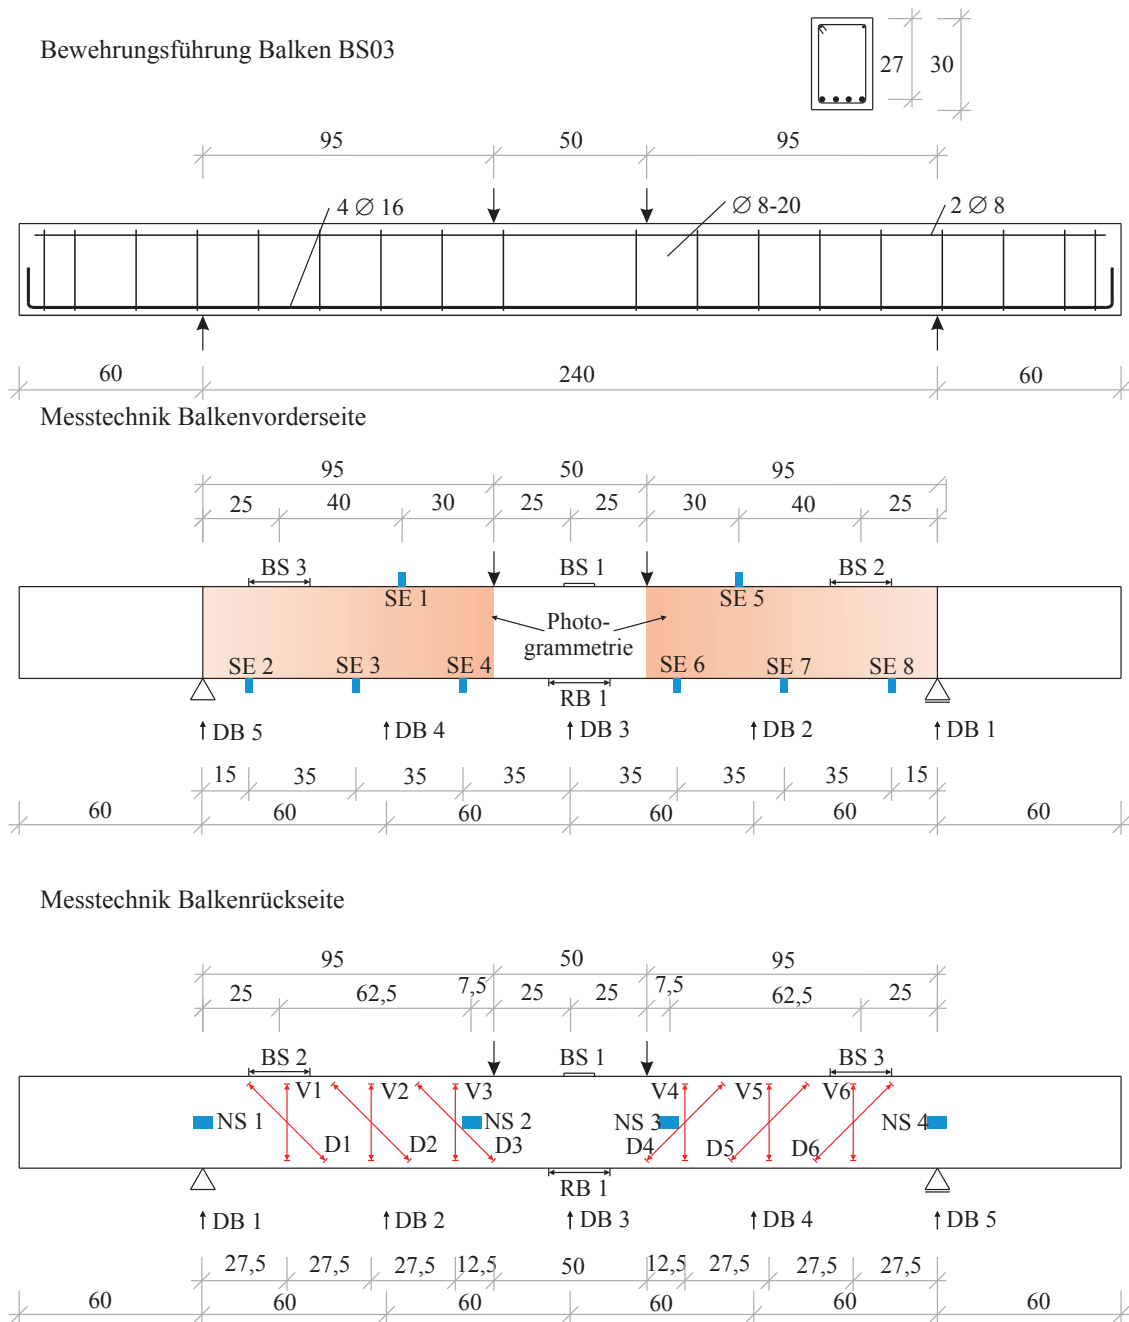 Bewehrungsführung Balken BS03
27 30
95 50 95
4 Ø 16 Ø 8-20 2 Ø 8
60 240 60
Messtechnik Balkenvorderseite
95 50 95
25 40 30 25 25 30 40 25
BS 3 BS 1 BS 2
SE 1 SE 5
Photo-
grammetrie
SE 2 SE 3 SE 4 SE 6 SE 7 SE 8
RB 1
DB 5 DB 4 DB 3 DB 2 DB 1
15 35 35 35 35 35 35 15
60 60 60 60 60 60
Messtechnik Balkenrückseite
95 50 95
25 62,5 7,5 25 25 7,5 62,5 25
BS 2 BS 1 BS 3
V1 V2 V3 V4 V5 V6
NS 1 NS 2 NS 3 NS 4
D1 D2 D3 D4 D5 D6
RB 1
DB 1 DB 2 DB 3 DB 4 DB 5
27,5 27,5 27,5 12,5 50 12,5 27,5 27,5 27,5
60 60 60 60 60 60